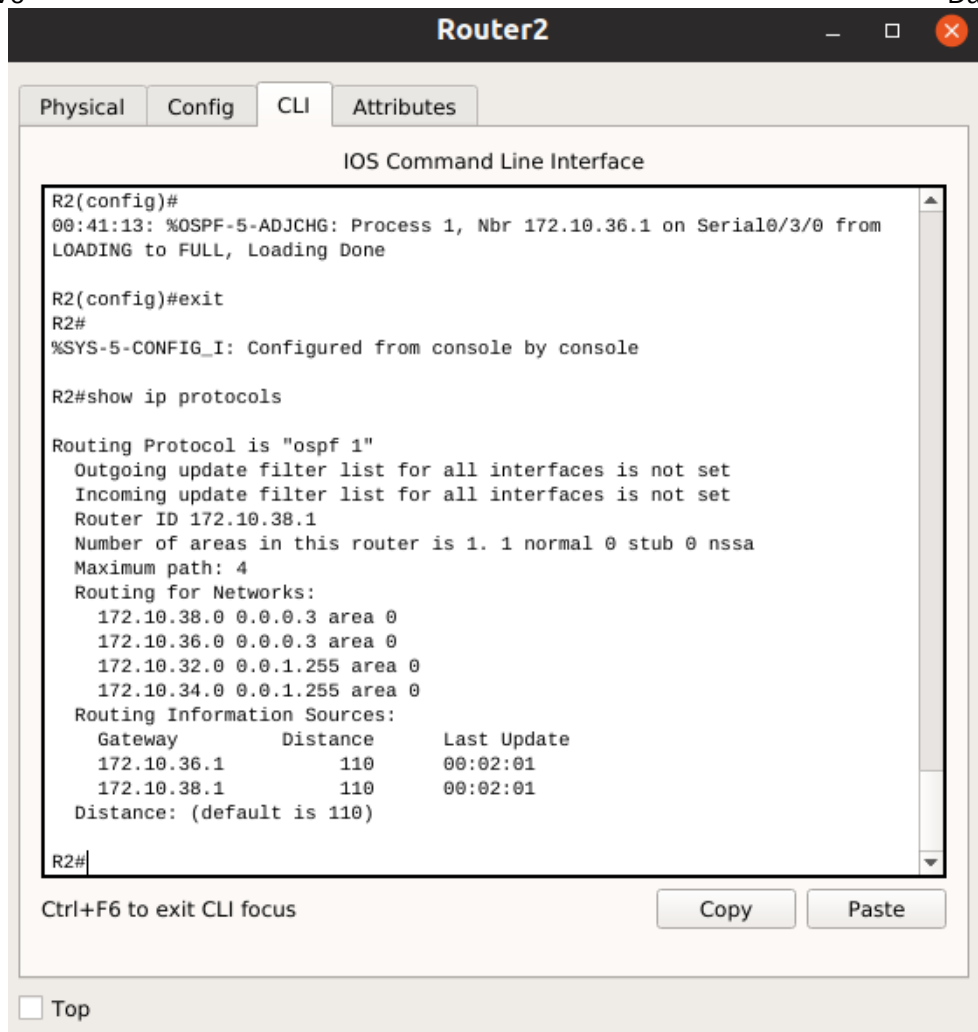 Router2
Physical Config CLI Attributes
IOS Command Line Interface
R2(config)#
00:41:13: %OSPF-5-ADJCHG: Process 1, Nbr 172.10.36.1 on Serial0/3/0 from
LOADING to FULL, Loading Done
R2(config)#exit
R2#
%SYS-5-CONFIG_I: Configured from console by console
R2#show ip protocols
Routing Protocol is "ospf 1"
Outgoing update filter list for all interfaces is not set
Incoming update filter list for all interfaces is not set
Router ID 172.10.38.1
Number of areas in this router is 1. 1 normal 0 stub 0 nssa
Maximum path: 4
Routing for Networks:
172.10.38.0 0.0.0.3 area 0
172.10.36.0 0.0.0.3 area 0
172.10.32.0 0.0.1.255 area 0
172.10.34.0 0.0.1.255 area 0
Routing Information Sources:
Gateway Distance Last Update
172.10.36.1 110 00:02:01
172.10.38.1 110 00:02:01
Distance: (default is 110)
R2#
Ctrl+F6 to exit CLI focus
Copy Paste
Top